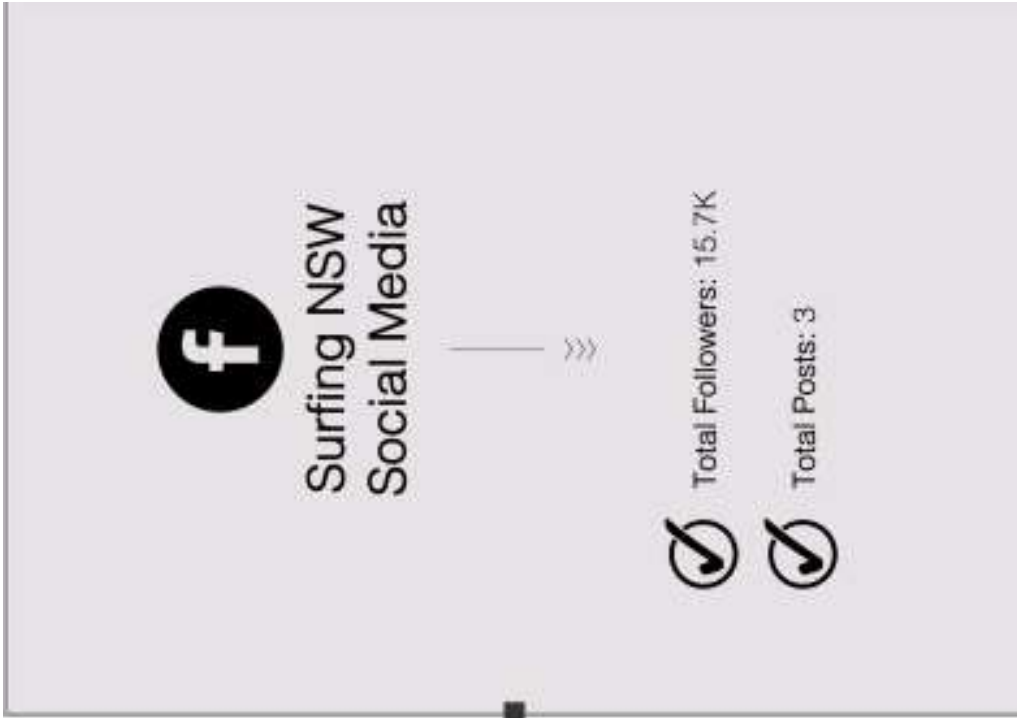 Surfing NSW
Social Media
Total Followers: 15.7K
Total Posts: 3